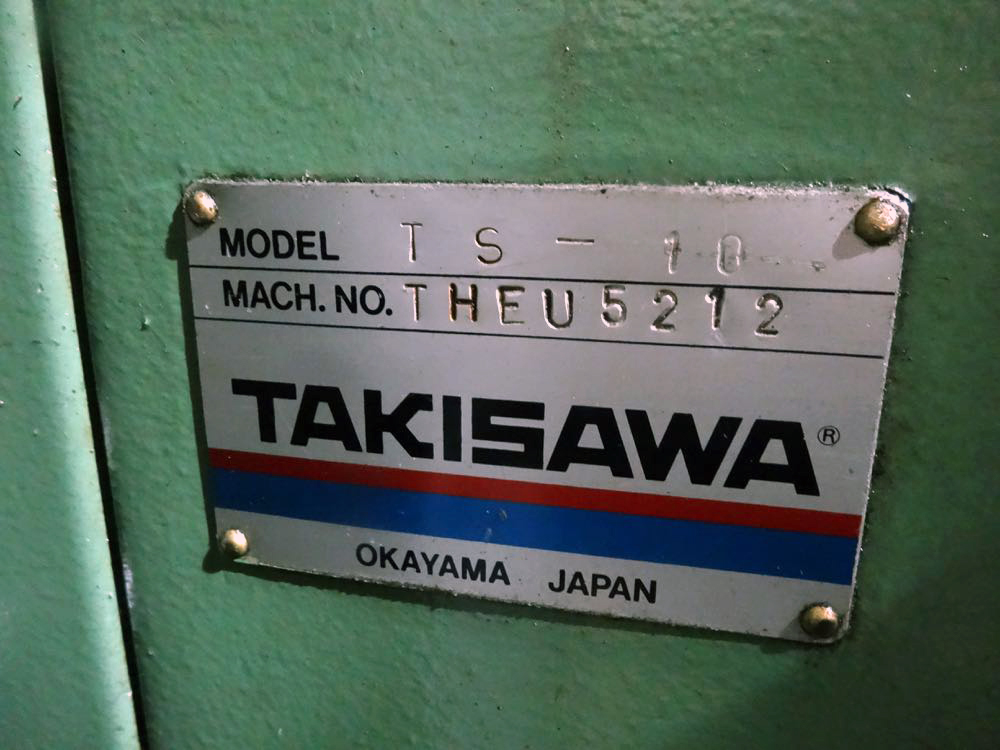 MODEL TS-10
MACH. NO. THEU5212
TAKISAWA®
OKAYAMA JAPAN